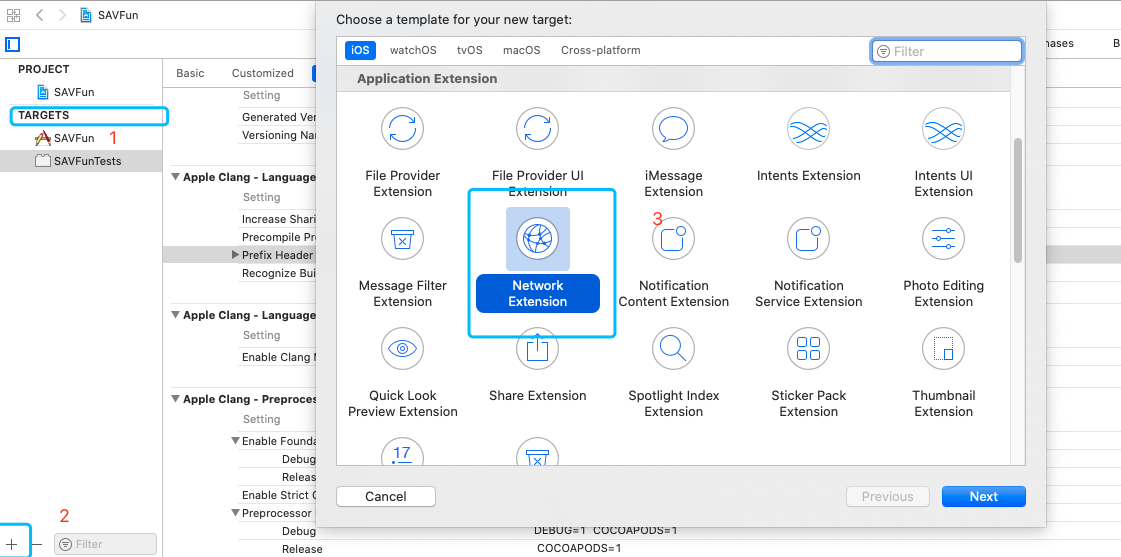 SAVFun
Choose a template for your new target:
iOS
watchOS
tvOS
macOS
Cross-platform
Filter
PROJECT
SAVFun
TARGETS
SAVFun
1
SAVFunTests
2
Filter
Basic
Customized
Setting
Generated Ver
Versioning Nam
Apple Clang - Language
Setting
Increase Shari
Precompile Pre
Prefix Header
Recognize Buil
Apple Clang - Language
Setting
Enable Clang M
Apple Clang - Preproces
Setting
Enable Founda
Debug
Releas
Enable Strict C
Preprocessor
Debug
DEBUG=1 COCOAPODS=1
Release
COCOAPODS=1
Application Extension
File Provider
Extension
File Provider UI
Extension
iMessage
Extension
Intents Extension
Intents UI
Extension
3
Message Filter
Extension
Network
Extension
Notification
Content Extension
Notification
Service Extension
Photo Editing
Extension
Quick Look
Preview Extension
Share Extension
Spotlight Index
Extension
Sticker Pack
Extension
Thumbnail
Extension
17
Cancel
Previous
Next
hases
B